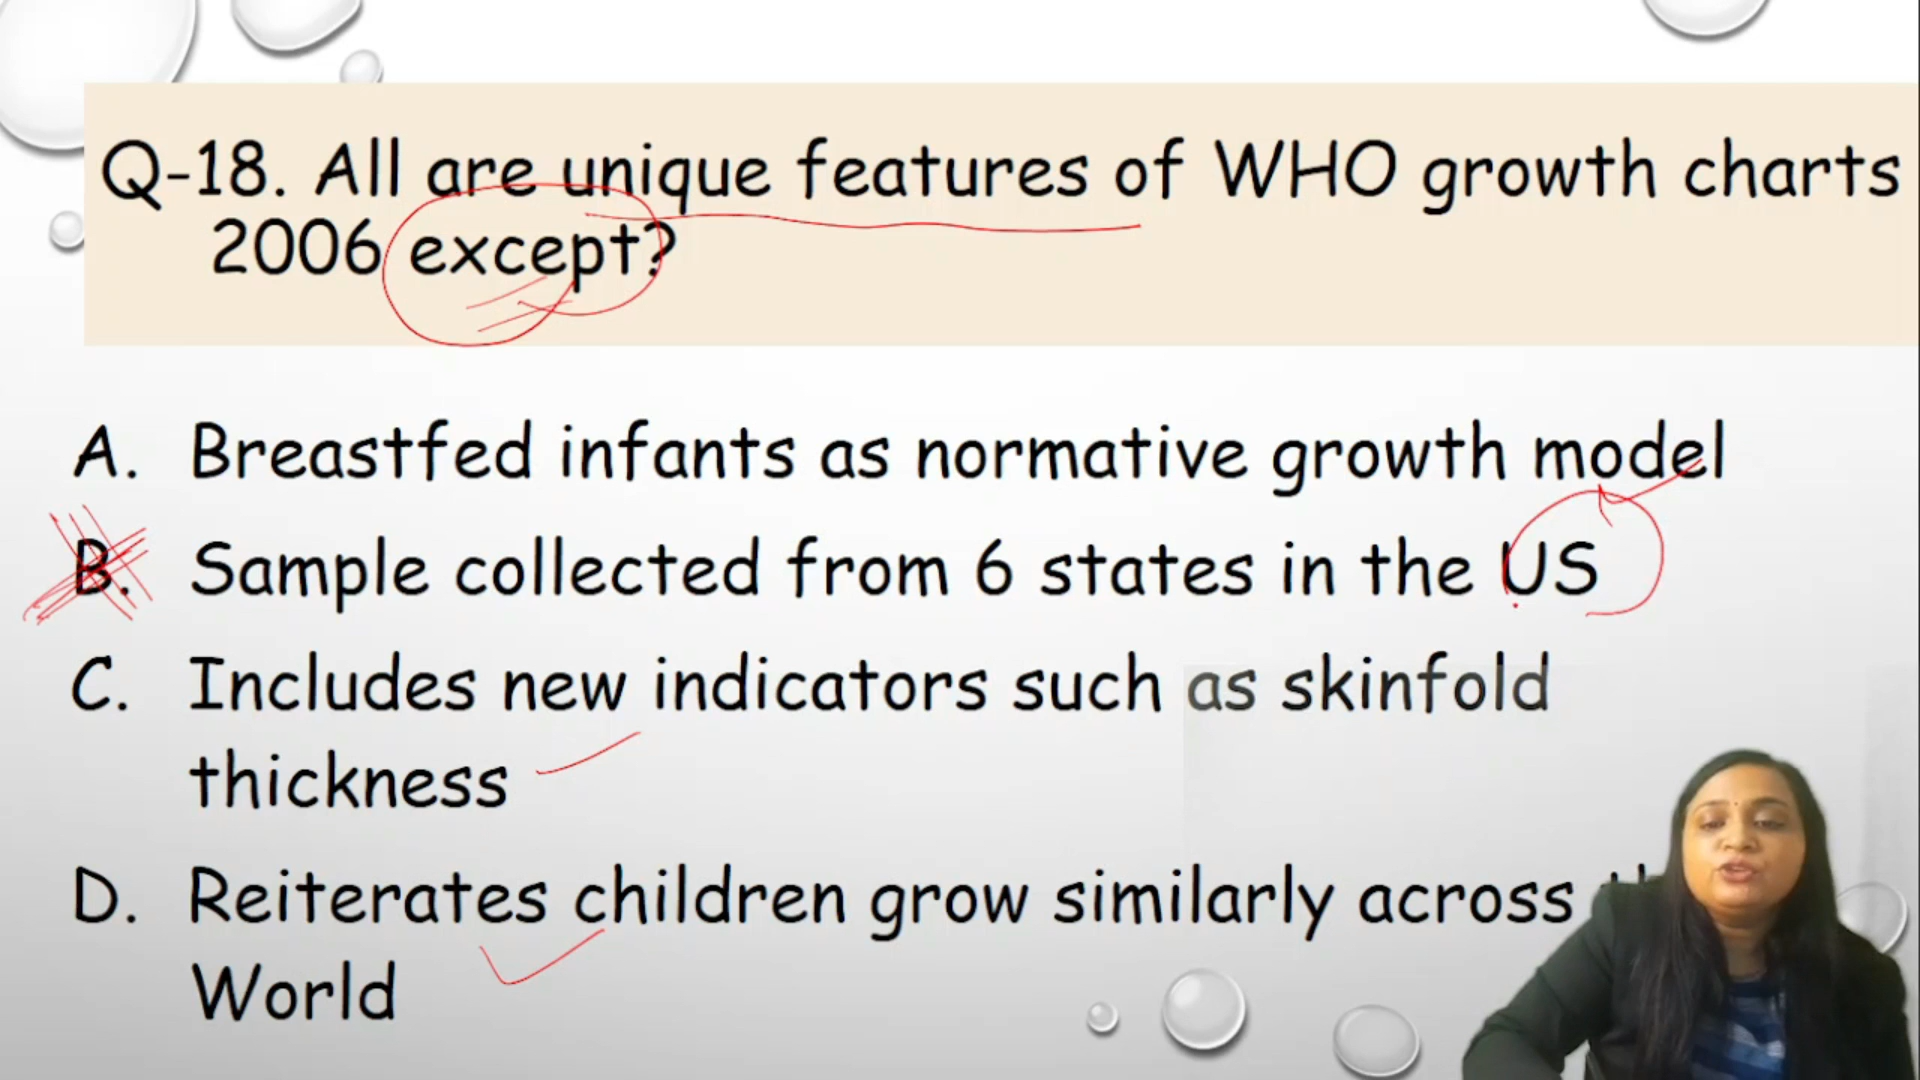 Q-18. All are unique features of WHO growth charts
2006 except?
A. Breastfed infants as normative growth model
B. Sample collected from 6 states in the US
C. Includes new indicators such as skinfold
thickness
D. Reiterates children grow similarly across
World